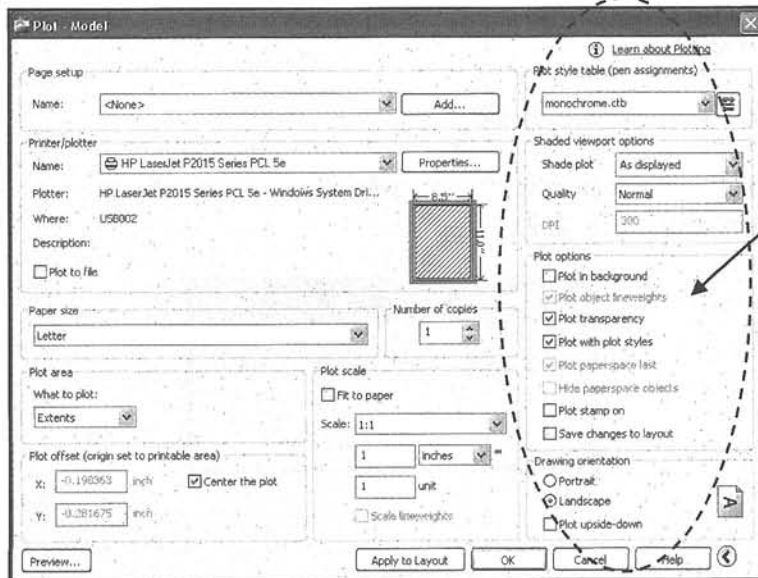 Plot - Model
Learn about Plotting
Page setup
Name: <None> Add...
Plot style table (pen assignments)
monochrome.ctb
Printer/plotter
Name: HP LaserJet P2015 Series PCL 5e Properties...
Plotter: HP LaserJet P2015 Series PCL 5e - Windows System Dri...
Where: USB002
Description:
Plot to file
8.5"
11.0"
Shaded viewport options
Shade plot As displayed
Quality Normal
DPI 300
Paper size
Letter
Number of copies
1
Plot options
Plot in background
Plot object lineweights
Plot transparency
Plot with plot styles
Plot paperspace last
Hide paperspace objects
Plot stamp on
Save changes to layout
Plot area
What to plot:
Extents
Plot scale
Fit to paper
Scale: 1:1
1 inches =
1 unit
Scale lineweights
Plot offset (origin set to printable area)
X: -0.198363 inch Center the plot
Y: -0.281675 inch
Drawing orientation
Portrait
Landscape
Plot upside-down
A
Preview... Apply to Layout OK Cancel Help